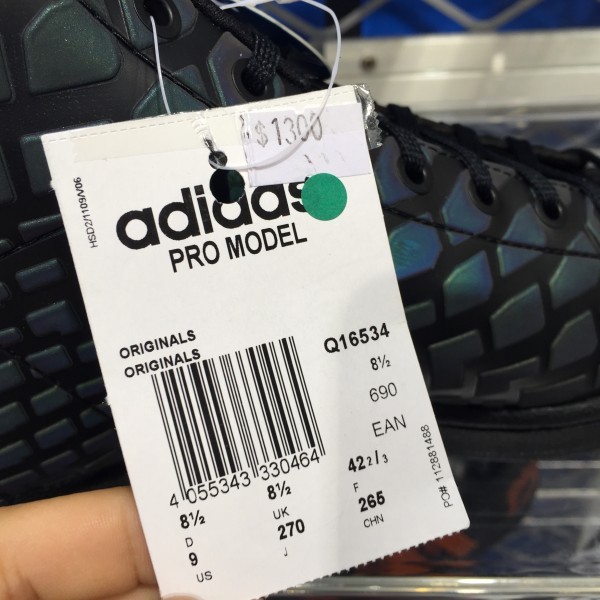 $1300
HSD2/1109/V06
adidas
PRO MODEL
ORIGINALS
ORIGINALS
Q16534
8½
690
EAN
4 055343 330464
8½
D
9
US
8½
UK
270
J
42 2/3
F
265
CHN
PO# 112881488